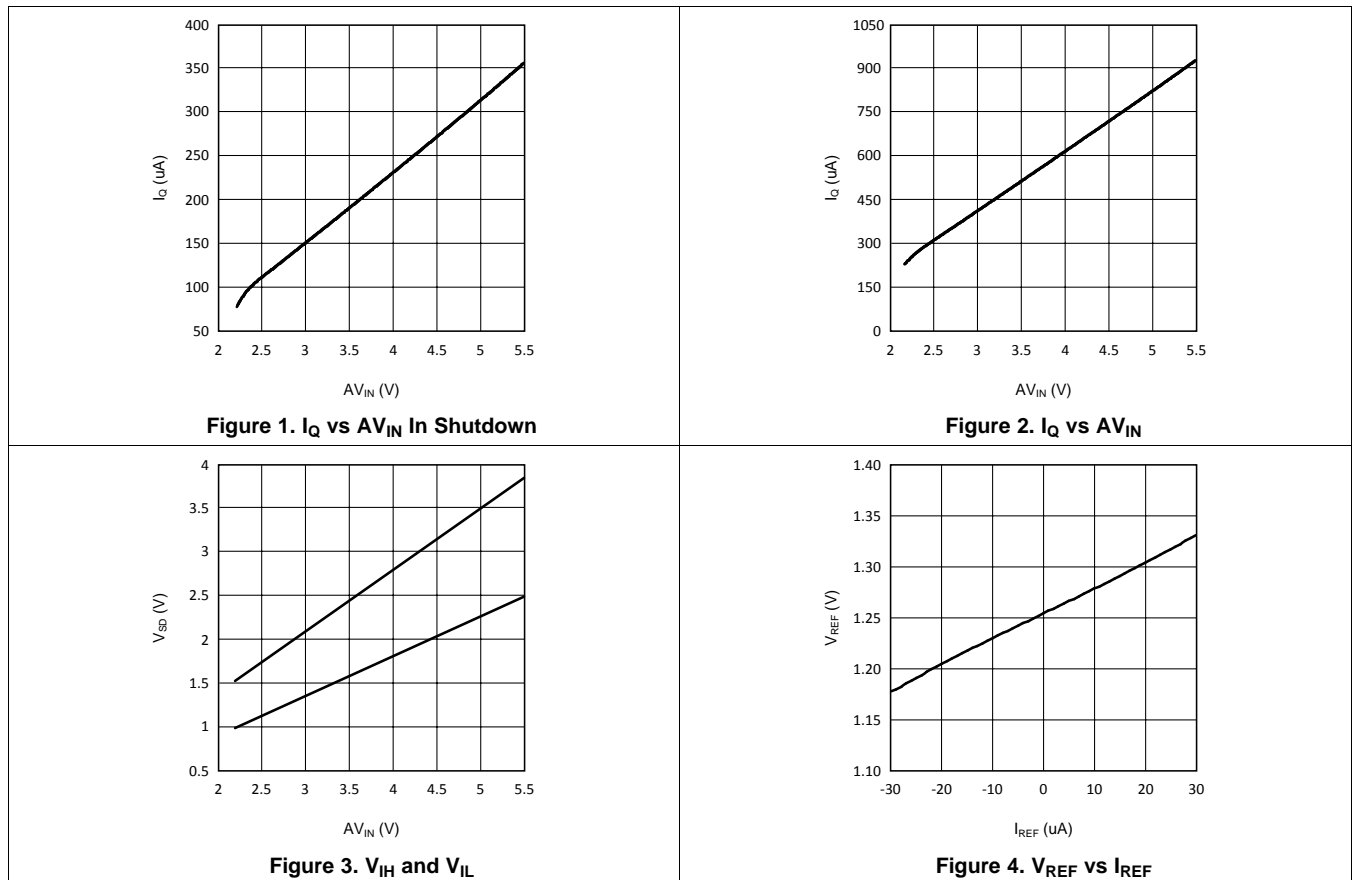 400
350
300
250
200
150
100
50
I_Q (uA)
2 2.5 3 3.5 4 4.5 5 5.5
AV_IN (V)
Figure 1. I_Q vs AV_IN In Shutdown
1050
900
750
600
450
300
150
0
I_Q (uA)
2 2.5 3 3.5 4 4.5 5 5.5
AV_IN (V)
Figure 2. I_Q vs AV_IN
4
3.5
3
2.5
2
1.5
1
0.5
V_SD (V)
2 2.5 3 3.5 4 4.5 5 5.5
AV_IN (V)
Figure 3. V_IH and V_IL
1.40
1.35
1.30
1.25
1.20
1.15
1.10
V_REF (V)
-30 -20 -10 0 10 20 30
I_REF (uA)
Figure 4. V_REF vs I_REF